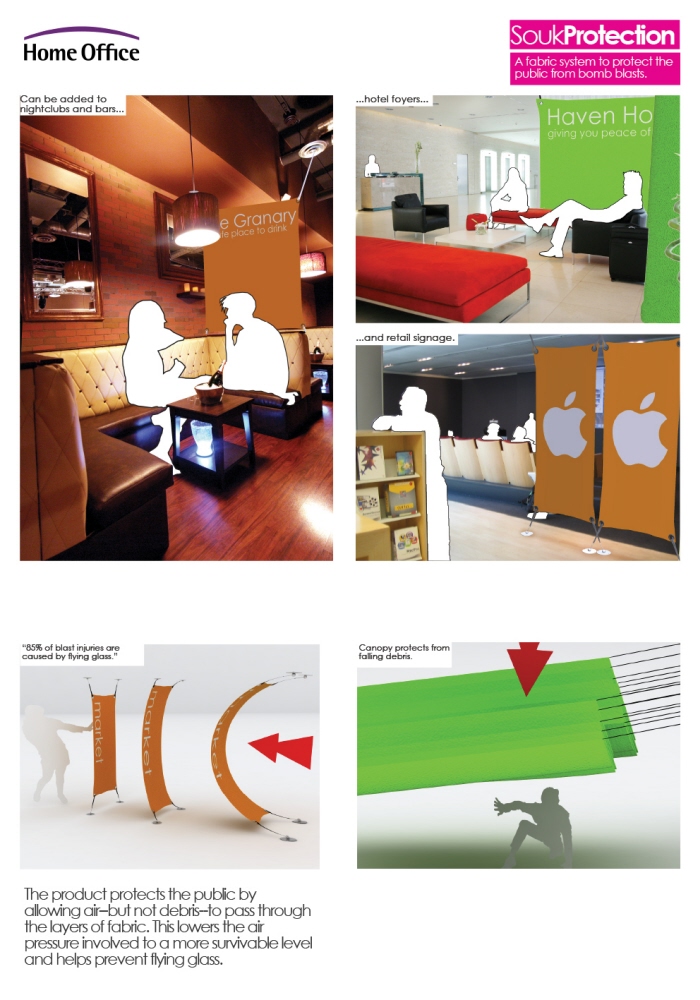 Home Office
SoukProtection
A fabric system to protect the
public from bomb blasts.
Can be added to
nightclubs and bars...
e Granary
place to drink
...hotel foyers...
Haven Ho
giving you peace of
...and retail signage.
"85% of blast injuries are
caused by flying glass."
market
market
market
Canopy protects from
falling debris.
The product protects the public by
allowing air–but not debris–to pass through
the layers of fabric. This lowers the air
pressure involved to a more survivable level
and helps prevent flying glass.